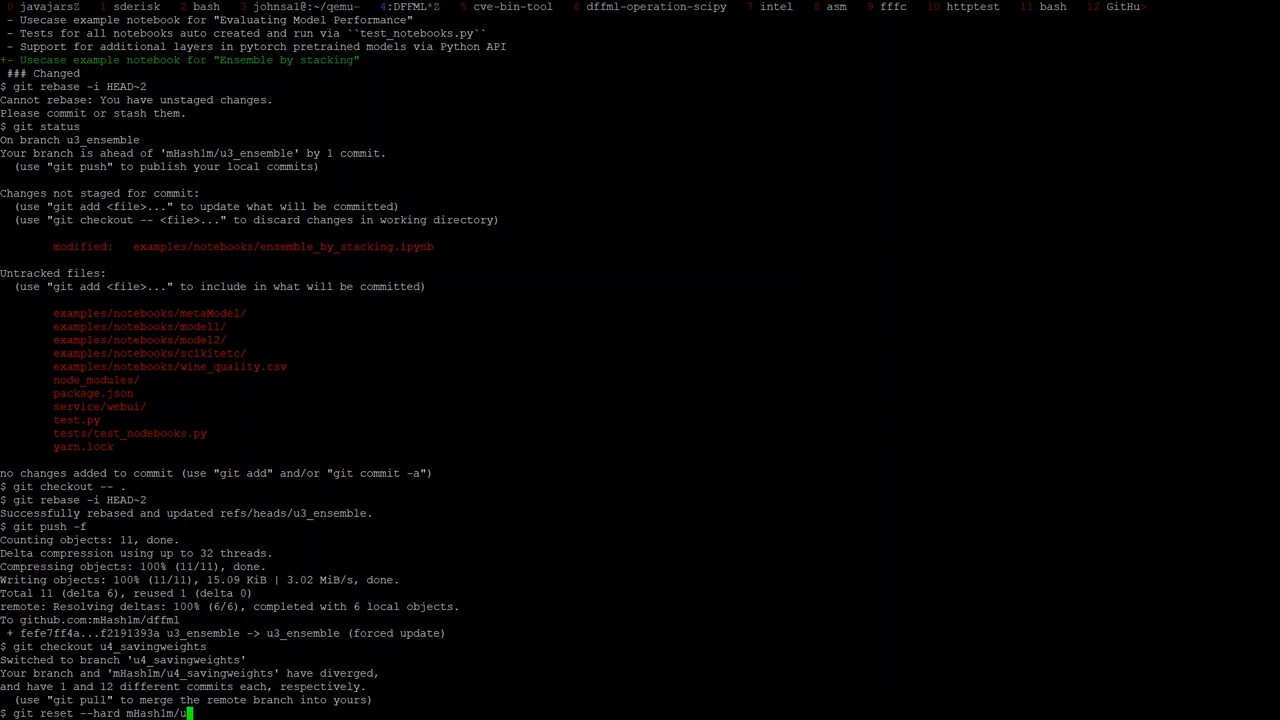 0 javajarsZ  1 sderisk  2 bash  3 johnsal@:~/qemu-  4:DFFML*Z  5 cve-bin-tool  6 dffml-operation-scipy  7 intel  8 asm  9 fffc  10 httptest  11 bash  12 GitHu>
- Usecase example notebook for "Evaluating Model Performance"
- Tests for all notebooks auto created and run via ``test_notebooks.py``
- Support for additional layers in pytorch pretrained models via Python API
+- Usecase example notebook for "Ensemble by stacking"
### Changed
$ git rebase -i HEAD~2
Cannot rebase: You have unstaged changes.
Please commit or stash them.
$ git status
On branch u3_ensemble
Your branch is ahead of 'mHash1m/u3_ensemble' by 1 commit.
(use "git push" to publish your local commits)
Changes not staged for commit:
(use "git add <file>..." to update what will be committed)
(use "git checkout -- <file>..." to discard changes in working directory)
modified:   examples/notebooks/ensemble_by_stacking.ipynb
Untracked files:
(use "git add <file>..." to include in what will be committed)
examples/notebooks/metaModel/
examples/notebooks/model1/
examples/notebooks/model2/
examples/notebooks/scikitetc/
examples/notebooks/wine_quality.csv
node_modules/
package.json
service/webui/
test.py
tests/test_nodebooks.py
yarn.lock
no changes added to commit (use "git add" and/or "git commit -a")
$ git checkout -- .
$ git rebase -i HEAD~2
Successfully rebased and updated refs/heads/u3_ensemble.
$ git push -f
Counting objects: 11, done.
Delta compression using up to 32 threads.
Compressing objects: 100% (11/11), done.
Writing objects: 100% (11/11), 15.09 KiB | 3.02 MiB/s, done.
Total 11 (delta 6), reused 1 (delta 0)
remote: Resolving deltas: 100% (6/6), completed with 6 local objects.
To github.com:mHash1m/dffml
+ fefe7ff4a...f2191393a u3_ensemble -> u3_ensemble (forced update)
$ git checkout u4_savingweights
Switched to branch 'u4_savingweights'
Your branch and 'mHash1m/u4_savingweights' have diverged,
and have 1 and 12 different commits each, respectively.
(use "git pull" to merge the remote branch into yours)
$ git reset --hard mHash1m/u